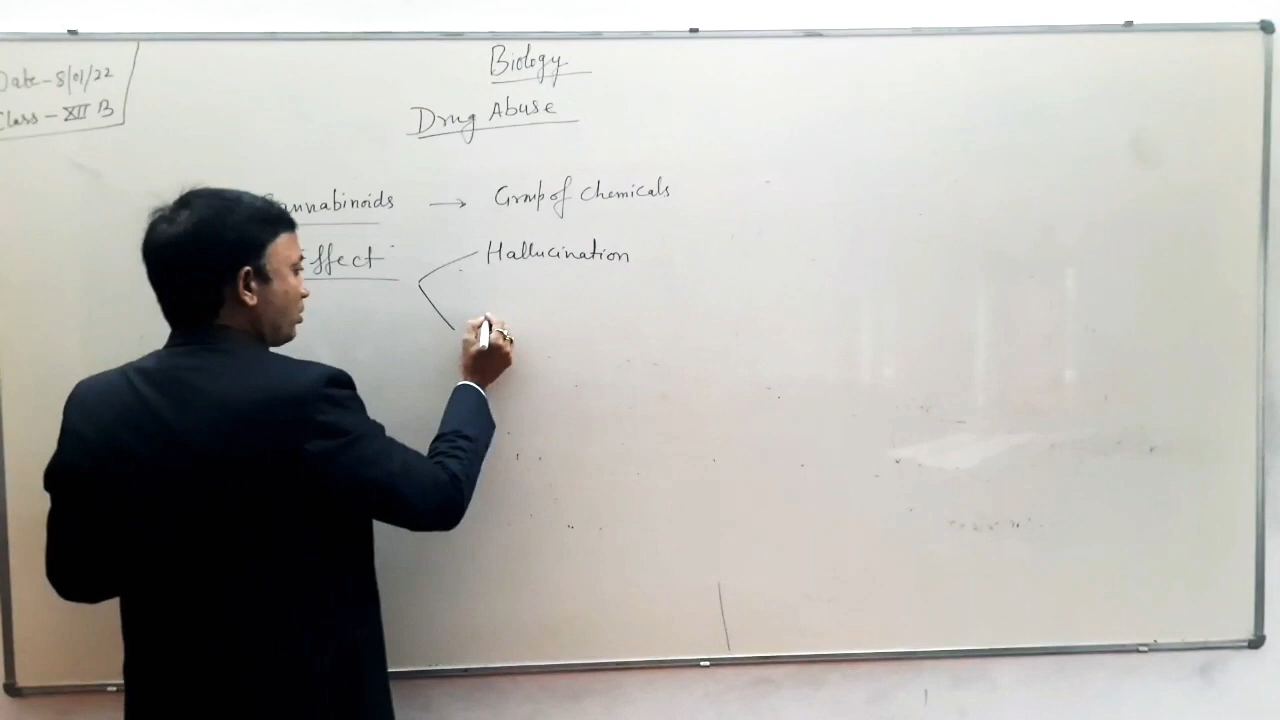 Date - 8/01/22
Class - XII B
Biology
Drug Abuse
Cannabinoids → Group of chemicals
Effect
Hallucination